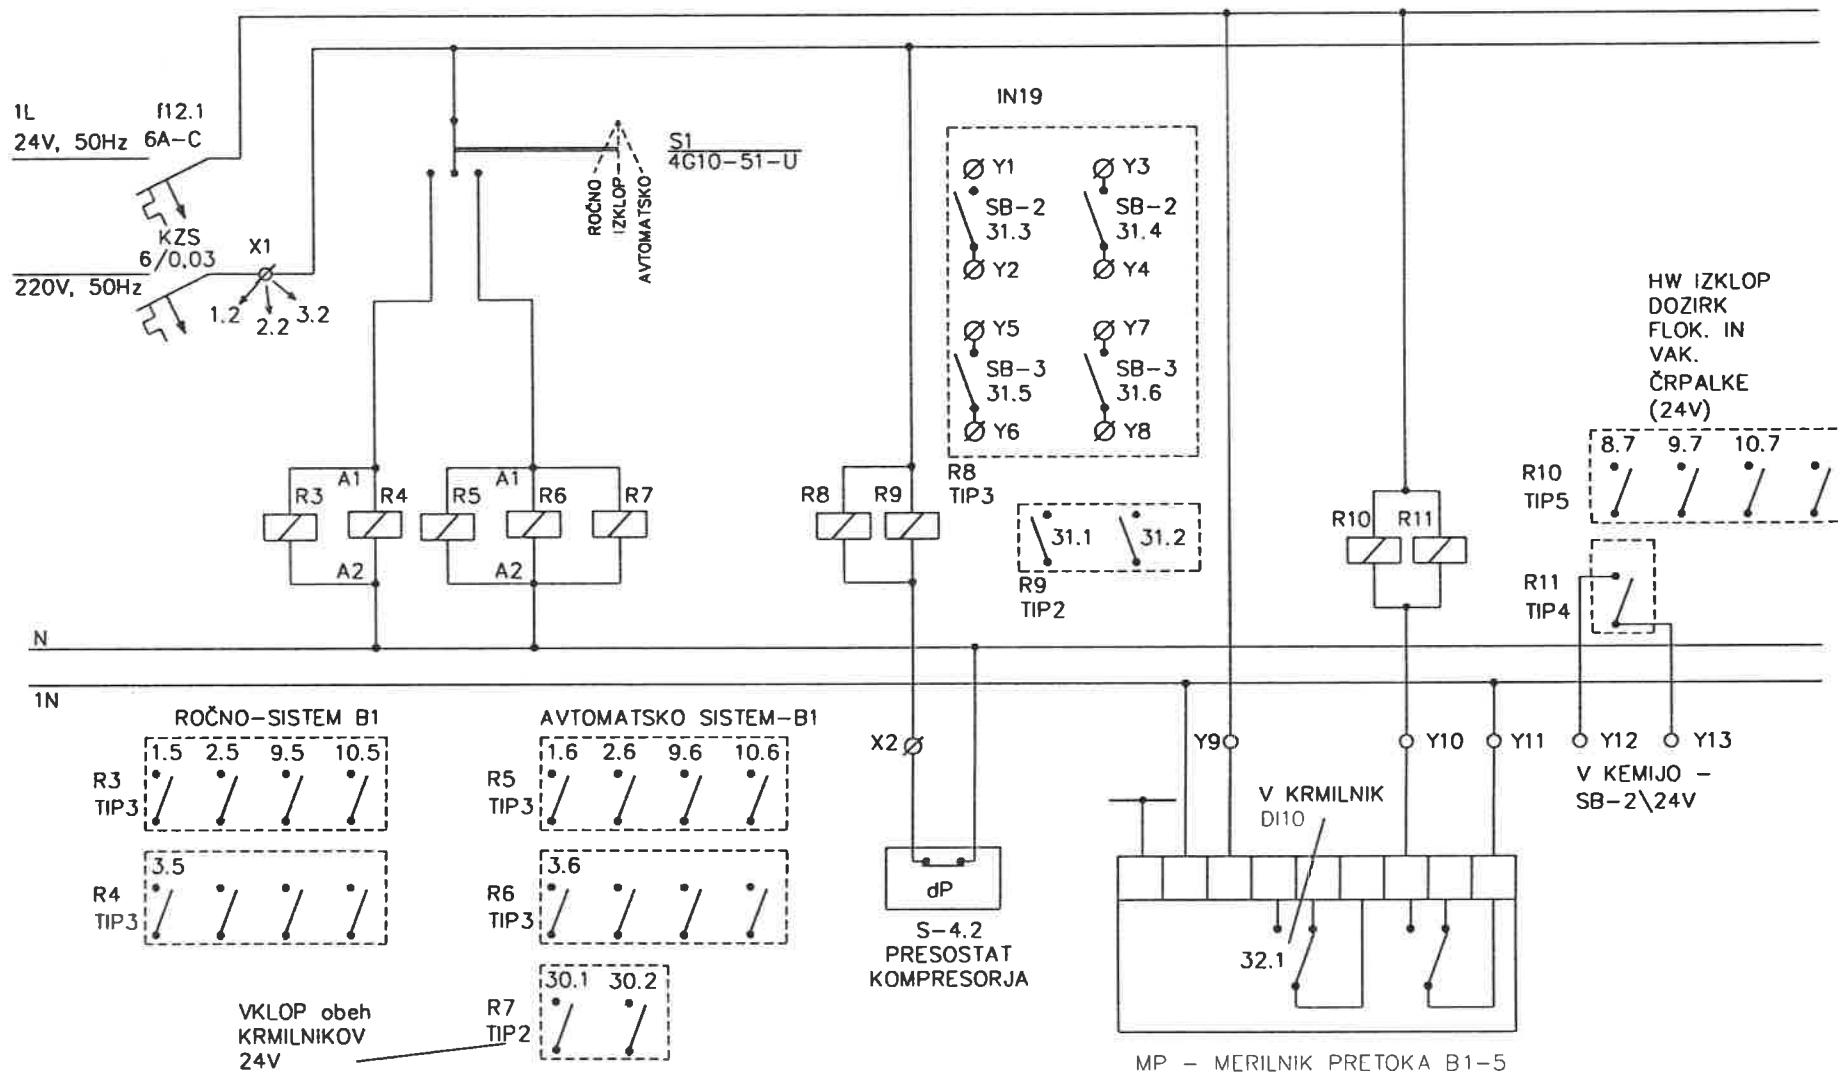 1L
f12.1
24V, 50Hz
6A-C
KZS
6/0,03
X1
220V, 50Hz
1.2
2.2
3.2
S1
4G10-51-U
ROČNO
IZKLOP
AVTOMATSKO
IN19
Y1
Y3
SB-2
31.3
SB-2
31.4
Y2
Y4
Y5
Y7
SB-3
31.5
SB-3
31.6
Y6
Y8
R8
TIP3
31.1
31.2
R9
TIP2
HW IZKLOP
DOZIRK
FLOK. IN
VAK.
ČRPALKE
(24V)
8.7
9.7
10.7
R10
TIP5
R11
TIP4
A1
A1
R3
R4
R5
R6
R7
R8
R9
R10
R11
A2
A2
N
1N
ROČNO-SISTEM B1
1.5
2.5
9.5
10.5
R3
TIP3
3.5
R4
TIP3
AVTOMATSKO SISTEM-B1
1.6
2.6
9.6
10.6
R5
TIP3
3.6
R6
TIP3
30.1
30.2
R7
TIP2
VKLOP obeh
KRMILNIKOV
24V
X2
dP
S-4.2
PRESOSTAT
KOMPRESORJA
Y9
Y10
Y11
Y12
Y13
V KEMIJO -
SB-2\24V
V KRMILNIK
DI10
32.1
MP - MERILNIK PRETOKA B1-5